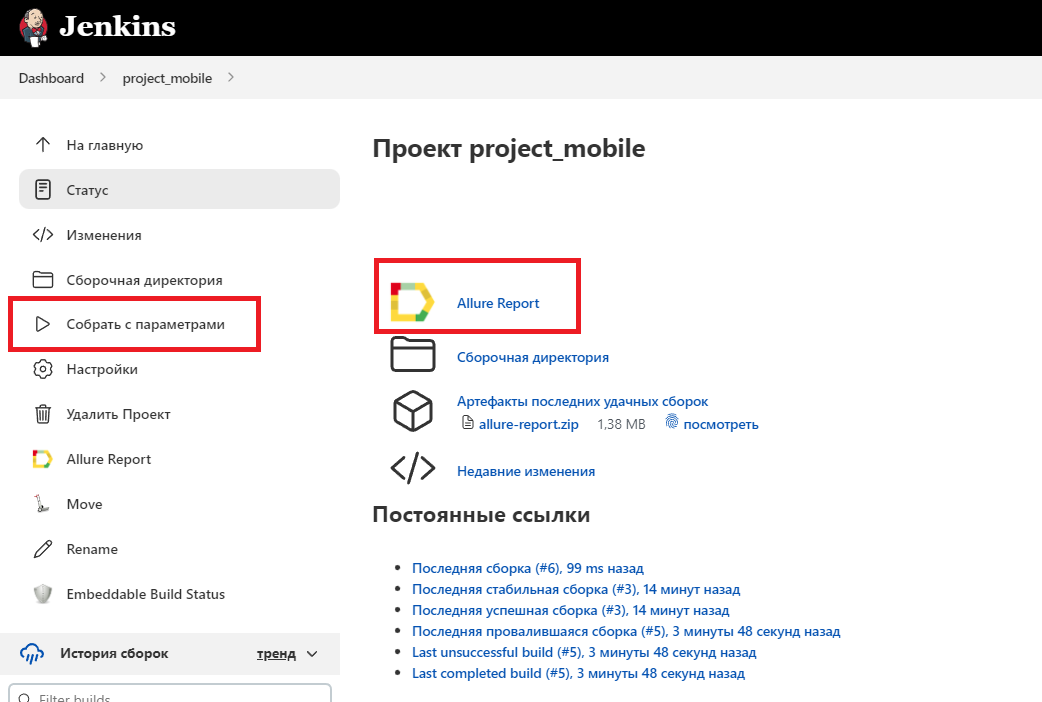 Jenkins
Dashboard
project_mobile
На главную
Статус
Изменения
Сборочная директория
Собрать с параметрами
Настройки
Удалить Проект
Allure Report
Move
Rename
Embeddable Build Status
История сборок
тренд
Filter builds
Проект project_mobile
Allure Report
Сборочная директория
Артефакты последних удачных сборок
allure-report.zip 1,38 MB посмотреть
Недавние изменения
Постоянные ссылки
Последняя сборка (#6), 99 ms назад
Последняя стабильная сборка (#3), 14 минут назад
Последняя успешная сборка (#3), 14 минут назад
Последняя провалившаяся сборка (#5), 3 минуты 48 секунд назад
Last unsuccessful build (#5), 3 минуты 48 секунд назад
Last completed build (#5), 3 минуты 48 секунд назад